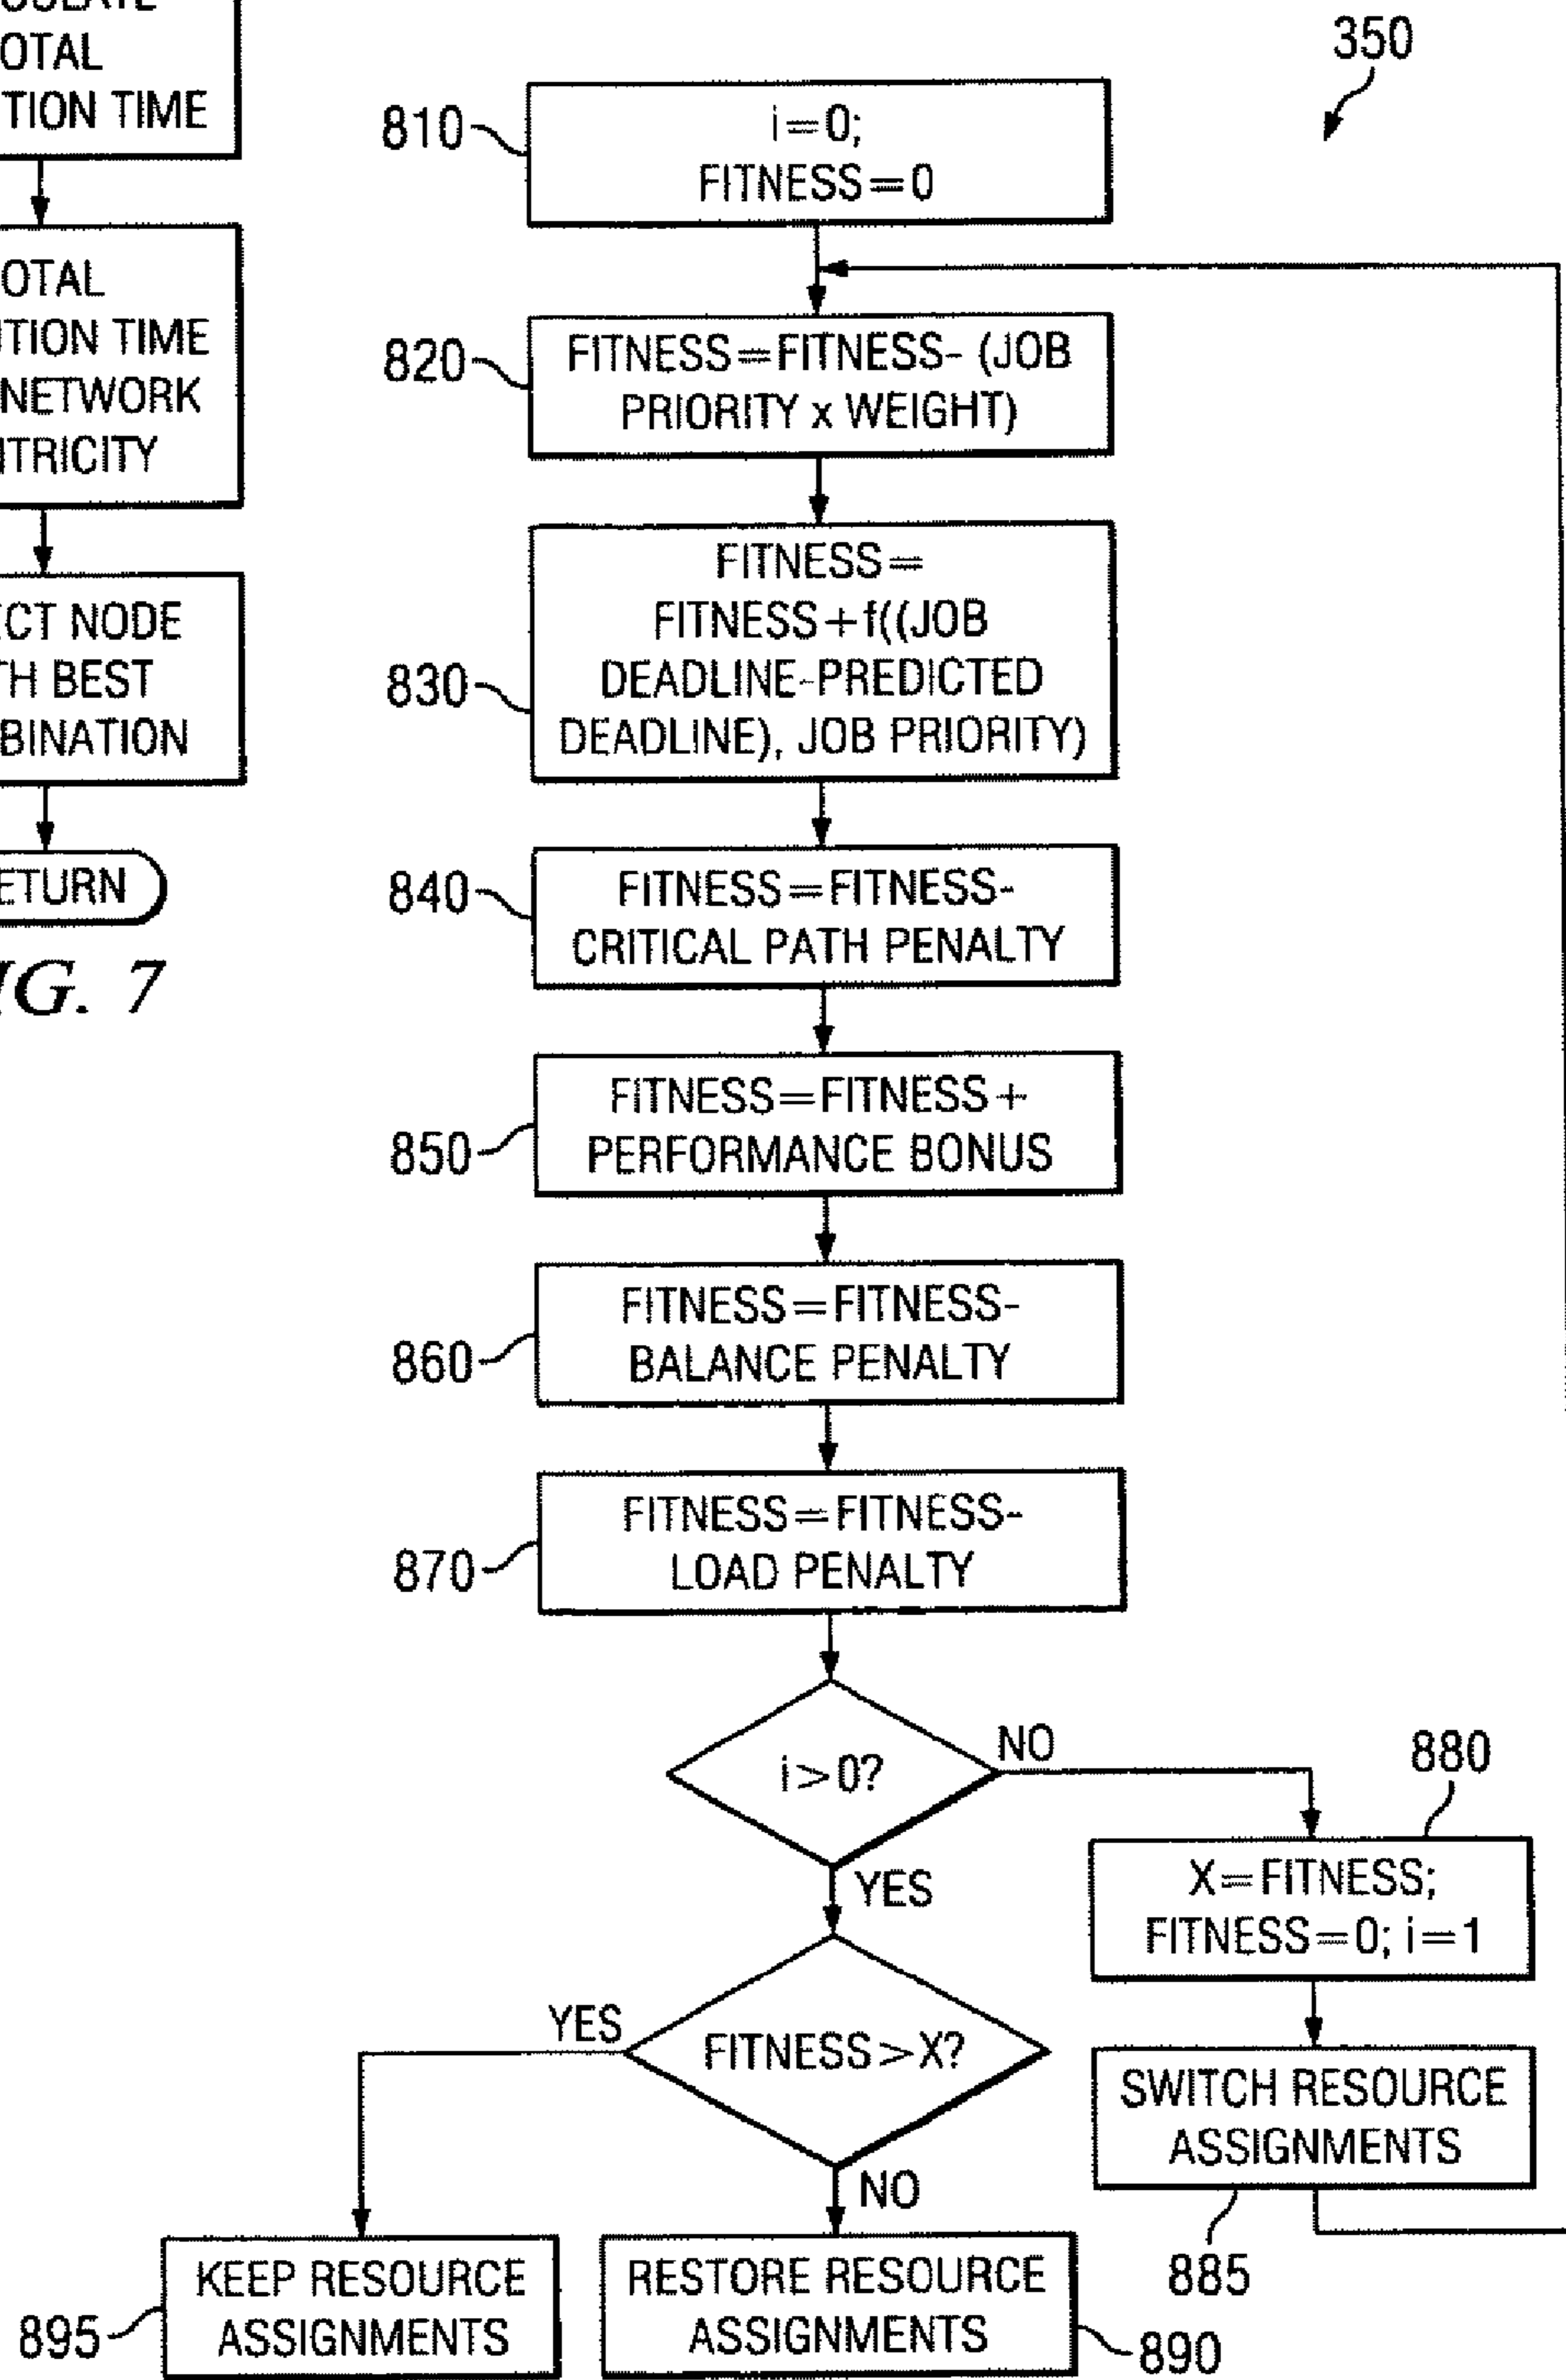 OTAL
TION TIME
OTAL
TION TIME
NETWORK
TRICITY
ECT NODE
TH BEST
BINATION
ETURN
G. 7
350
810
i=0;
FITNESS=0
820
FITNESS=FITNESS- (JOB
PRIORITY x WEIGHT)
830
FITNESS=
FITNESS+f((JOB
DEADLINE-PREDICTED
DEADLINE), JOB PRIORITY)
840
FITNESS=FITNESS-
CRITICAL PATH PENALTY
850
FITNESS=FITNESS+
PERFORMANCE BONUS
860
FITNESS=FITNESS-
BALANCE PENALTY
870
FITNESS=FITNESS-
LOAD PENALTY
i>0?
NO
YES
880
X=FITNESS;
FITNESS=0; i=1
SWITCH RESOURCE
ASSIGNMENTS
885
FITNESS>X?
YES
NO
KEEP RESOURCE
ASSIGNMENTS
895
RESTORE RESOURCE
ASSIGNMENTS
890